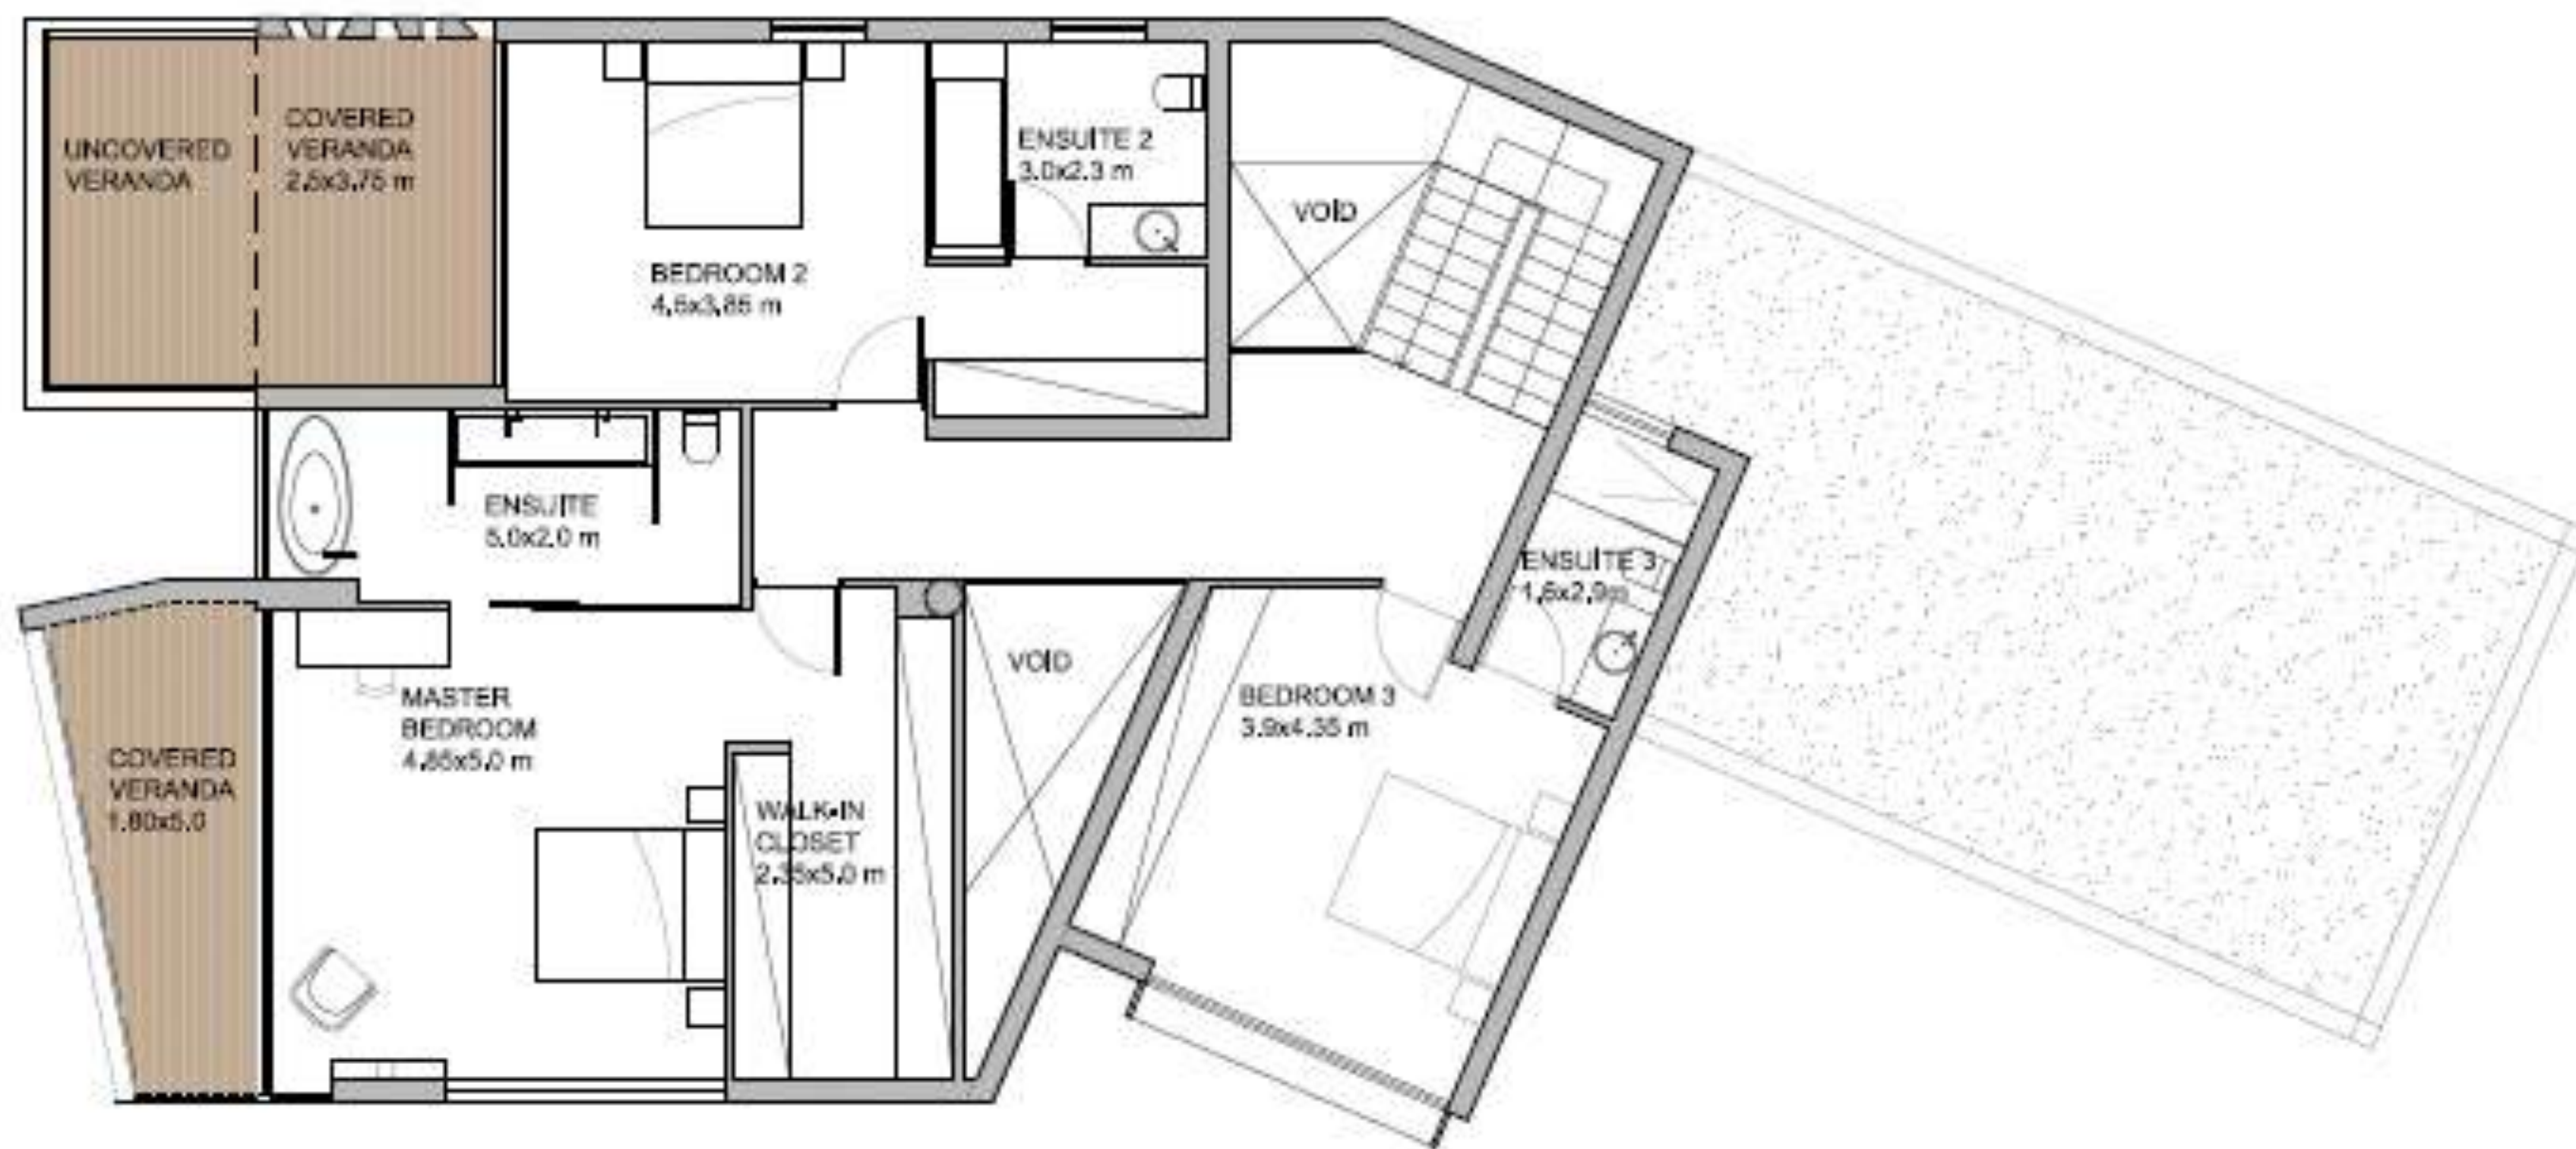 UNCOVERED
VERANDA
COVERED
VERANDA
2.5x3.75 m
BEDROOM 2
4.5x3.85 m
ENSUITE 2
3.0x2.3 m
VOID
ENSUITE
5.0x2.0 m
ENSUITE 3
1.6x2.9m
MASTER
BEDROOM
4.85x5.0 m
COVERED
VERANDA
1.80x5.0
WALK-IN
CLOSET
2.35x5.0 m
VOID
BEDROOM 3
3.9x4.35 m